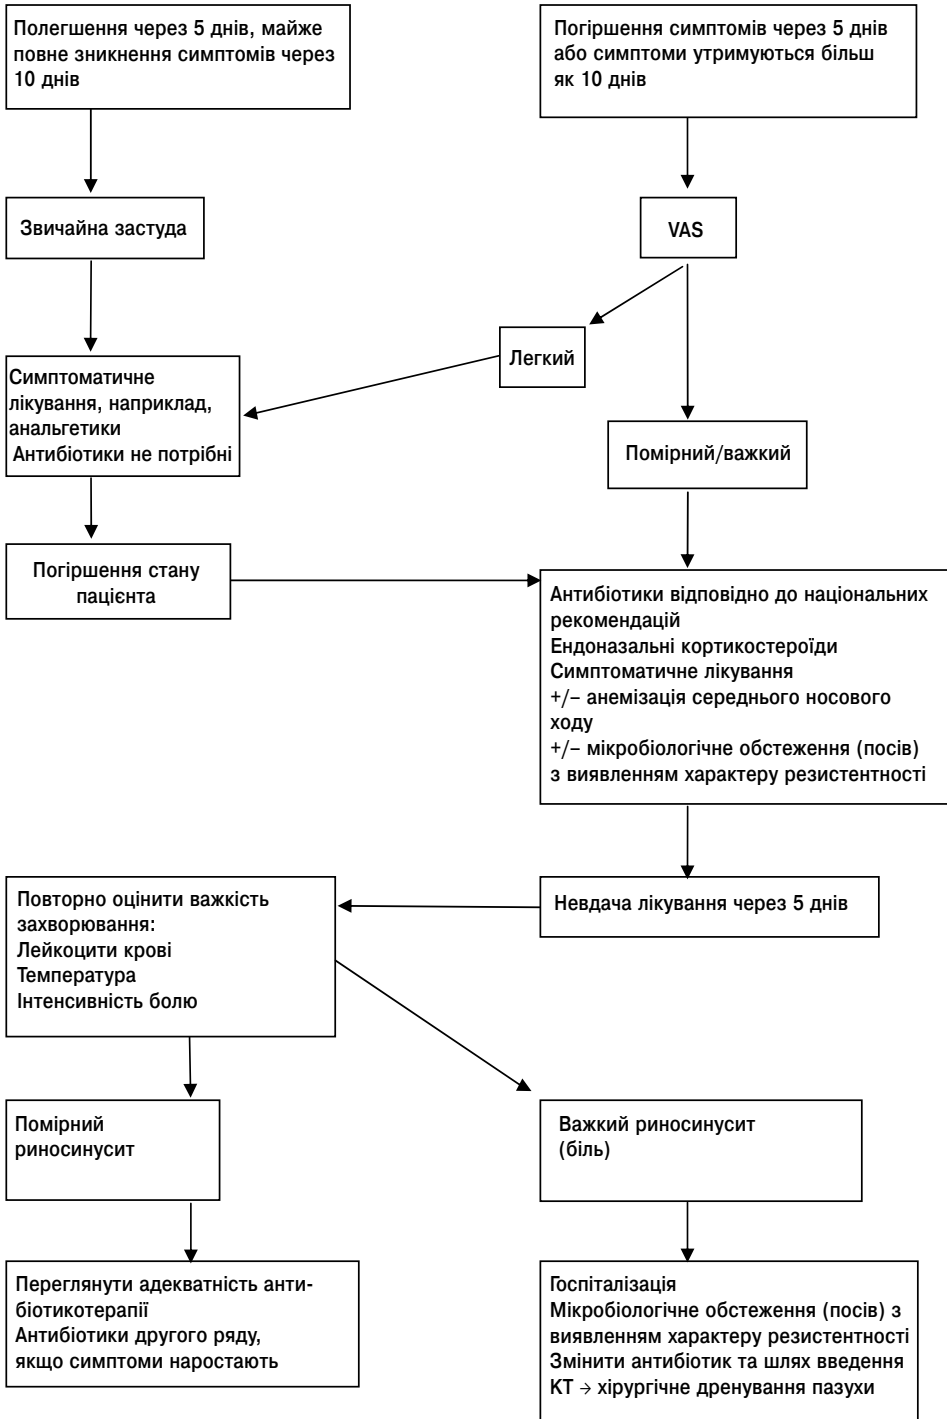 Полегшення через 5 днів, майже
повне зникнення симптомів через
10 днів
Погіршення симптомів через 5 днів
або симптоми утримуються більш
як 10 днів
Звичайна застуда
VAS
Легкий
Симптоматичне
лікування, наприклад,
анальгетики
Антибіотики не потрібні
Помірний/важкий
Погіршення стану
пацієнта
Антибіотики відповідно до національних
рекомендацій
Ендоназальні кортикостероїди
Симптоматичне лікування
+/– анемізація середнього носового
ходу
+/– мікробіологічне обстеження (посів)
з виявленням характеру резистентності
Невдача лікування через 5 днів
Повторно оцінити важкість
захворювання:
Лейкоцити крові
Температура
Інтенсивність болю
Помірний
риносинусит
Важкий риносинусит
(біль)
Переглянути адекватність анти-
біотикотерапії
Антибіотики другого ряду,
якщо симптоми наростають
Госпіталізація
Мікробіологічне обстеження (посів) з
виявленням характеру резистентності
Змінити антибіотик та шлях введення
КТ → хірургічне дренування пазухи